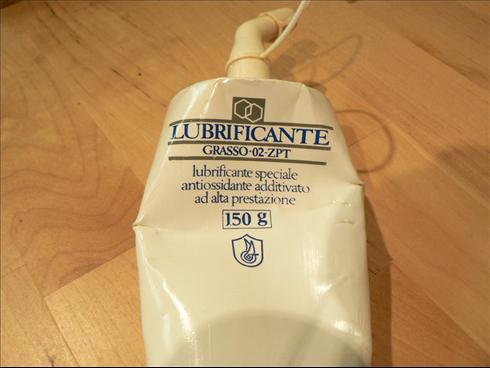 LUBRIFICANTE
GRASSO·02-ZPT
lubrificante speciale
antiossidante additivato
ad alta prestazione
150 g